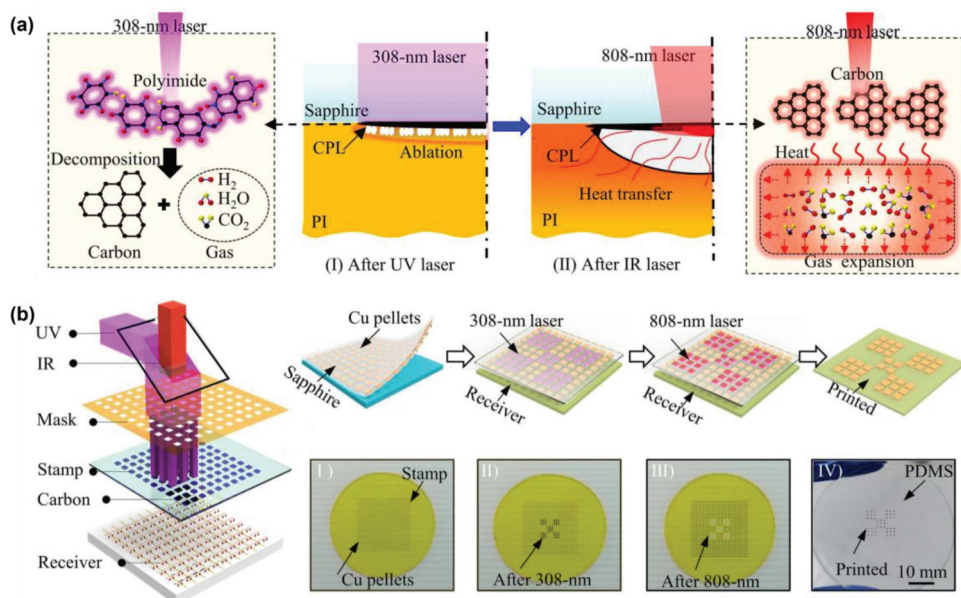 (a)
308-nm laser
Polyimide
Decomposition
H2
H2O
CO2
Carbon
Gas
308-nm laser
Sapphire
CPL
Ablation
PI
(I) After UV laser
808-nm laser
Sapphire
CPL
Heat transfer
PI
(II) After IR laser
808-nm laser
Carbon
Heat
Gas expansion
(b)
UV
IR
Mask
Stamp
Carbon
Receiver
Cu pellets
Sapphire
308-nm laser
Receiver
808-nm laser
Receiver
Printed
I )
Stamp
Cu pellets
II)
After 308-nm
III)
After 808-nm
IV)
PDMS
Printed
10 mm